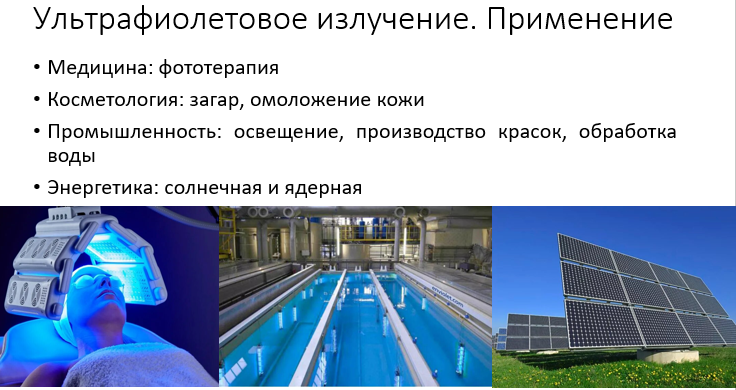 Ультрафиолетовое излучение. Применение
• Медицина: фототерапия
• Косметология: загар, омоложение кожи
• Промышленность: освещение, производство красок, обработка
воды
• Энергетика: солнечная и ядерная